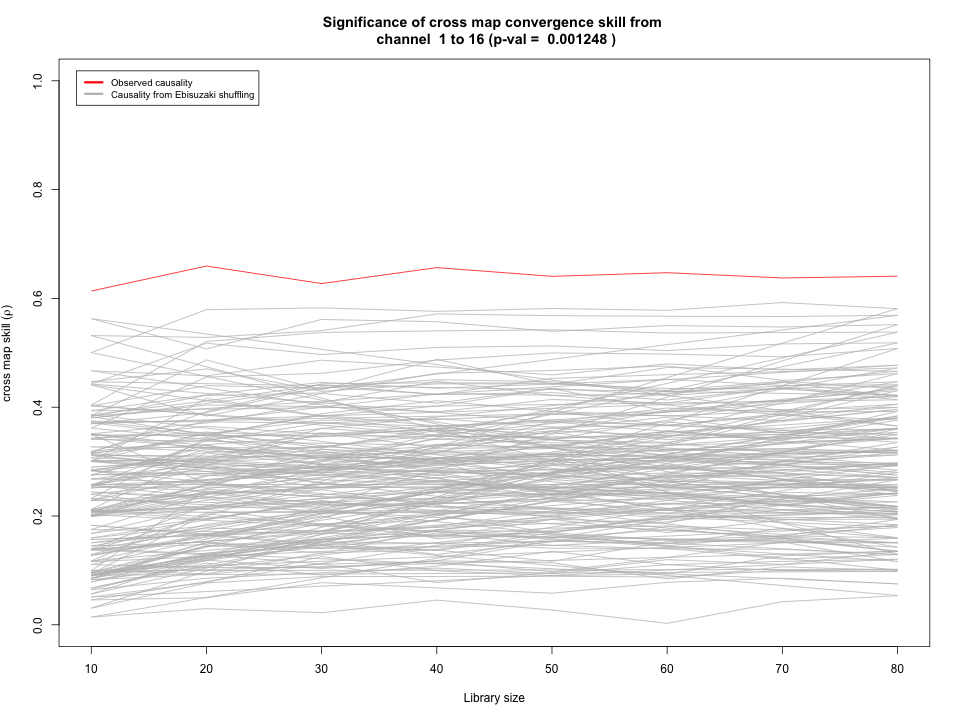 Significance of cross map convergence skill from
channel  1 to 16 (p-val =  0.001248 )
Observed causality
Causality from Ebisuzaki shuffling
cross map skill (ρ)
1.0
0.8
0.6
0.4
0.2
0.0
10 20 30 40 50 60 70 80
Library size